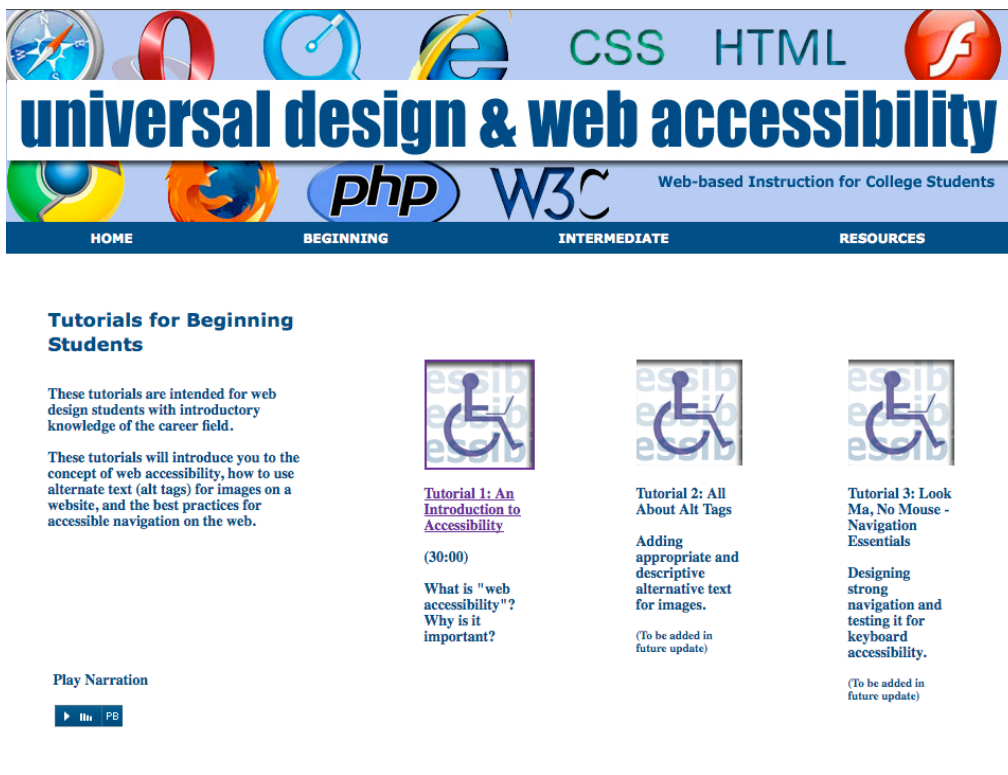 CSS HTML
universal design & web accessibility
php W3C
Web-based Instruction for College Students
HOME BEGINNING INTERMEDIATE RESOURCES
Tutorials for Beginning
Students
These tutorials are intended for web
design students with introductory
knowledge of the career field.
These tutorials will introduce you to the
concept of web accessibility, how to use
alternate text (alt tags) for images on a
website, and the best practices for
accessible navigation on the web.
Play Narration
PB
essib
essib
Tutorial 1: An
Introduction to
Accessibility
(30:00)
What is "web
accessibility"?
Why is it
important?
essib
essib
Tutorial 2: All
About Alt Tags
Adding
appropriate and
descriptive
alternative text
for images.
(To be added in
future update)
essib
essib
Tutorial 3: Look
Ma, No Mouse -
Navigation
Essentials
Designing
strong
navigation and
testing it for
keyboard
accessibility.
(To be added in
future update)